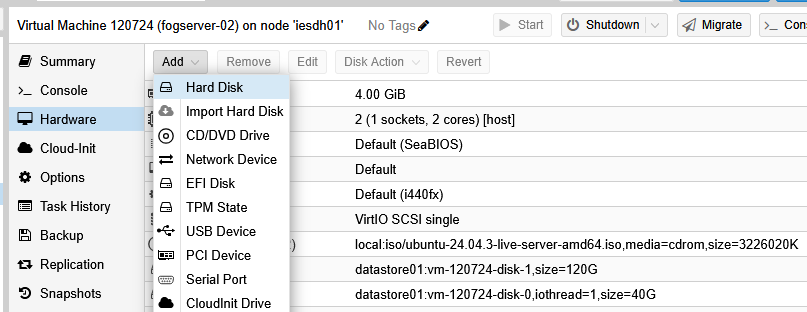 Virtual Machine 120724 (fogserver-02) on node 'iesdh01' No Tags Start Shutdown Migrate
Summary Add Remove Edit Disk Action Revert
Console Hard Disk 4.00 GiB
Import Hard Disk
Hardware 2 (1 sockets, 2 cores) [host]
CD/DVD Drive
Cloud-Init Default (SeaBIOS)
Network Device
Options EFI Disk Default
Task History TPM State Default (i440fx)
Backup USB Device VirtIO SCSI single
Replication PCI Device local:iso/ubuntu-24.04.3-live-server-amd64.iso,media=cdrom,size=3226020K
Serial Port datastore01:vm-120724-disk-1,size=120G
Snapshots CloudInit Drive datastore01:vm-120724-disk-0,iothread=1,size=40G